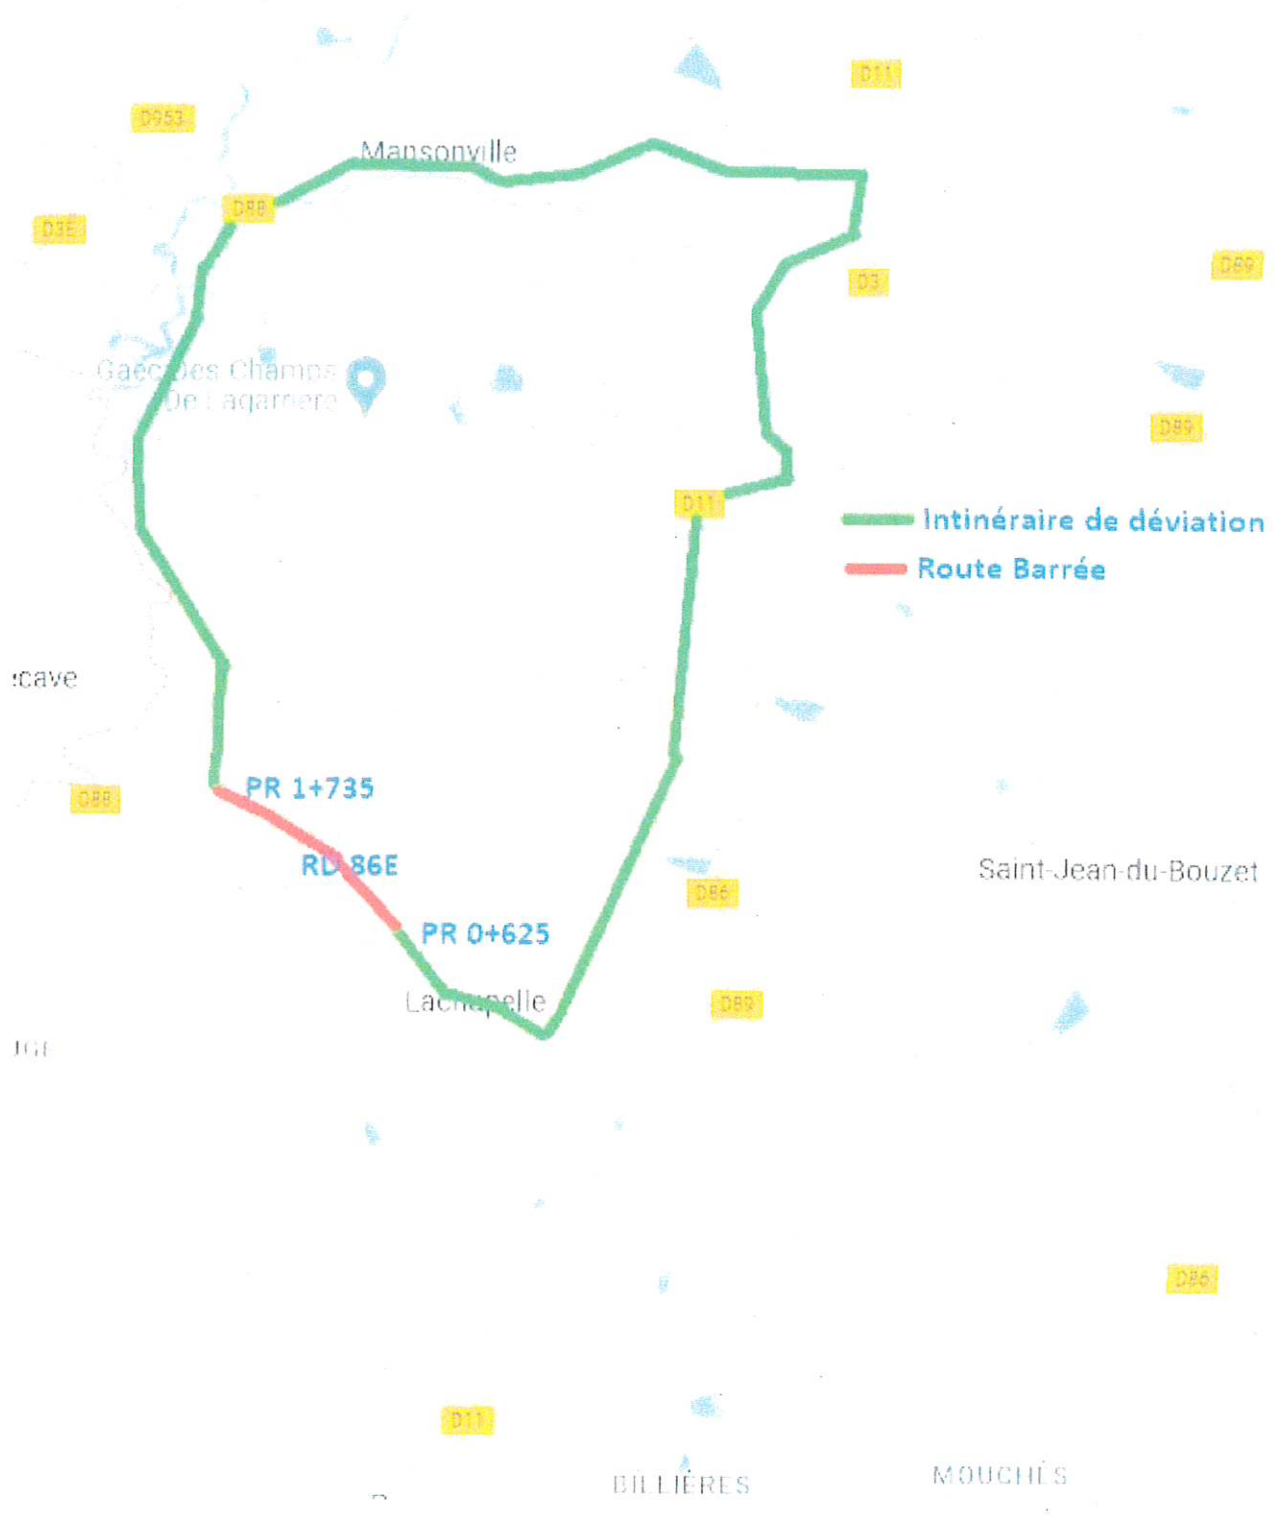 D11
D953
Mansonville
D88
D3E
D89
D3
Gaec Des Champs
De Lagarnere
D89
D11
Intinéraire de déviation
Route Barrée
cave
PR 1+735
D88
RD 86E
Saint-Jean-du-Bouzet
D86
PR 0+625
Lachapelle
D89
D86
D11
BILLIÈRES
MOUCHÈS